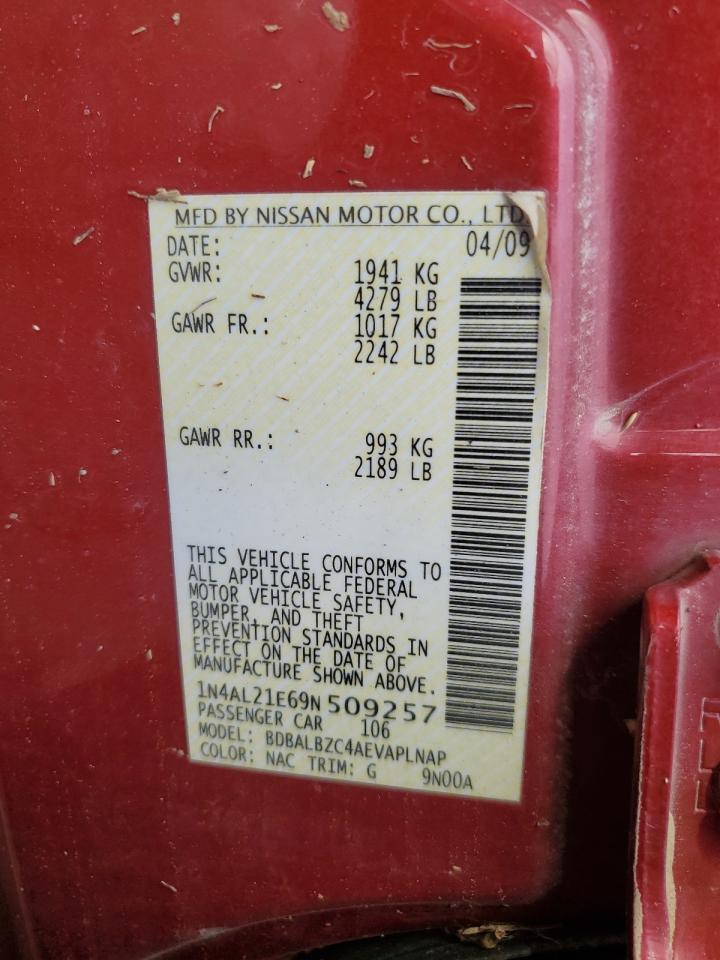 MFD BY NISSAN MOTOR CO., LTD.
DATE: 04/09
GVWR: 1941 KG
4279 LB
GAWR FR.: 1017 KG
2242 LB
GAWR RR.: 993 KG
2189 LB
THIS VEHICLE CONFORMS TO
ALL APPLICABLE FEDERAL
MOTOR VEHICLE SAFETY,
BUMPER, AND THEFT
PREVENTION STANDARDS IN
EFFECT ON THE DATE OF
MANUFACTURE SHOWN ABOVE.
1N4AL21E69N509257
PASSENGER CAR 106
MODEL: BDBALBZC4AEVAPLNAP
COLOR: NAC TRIM: G 9N00A